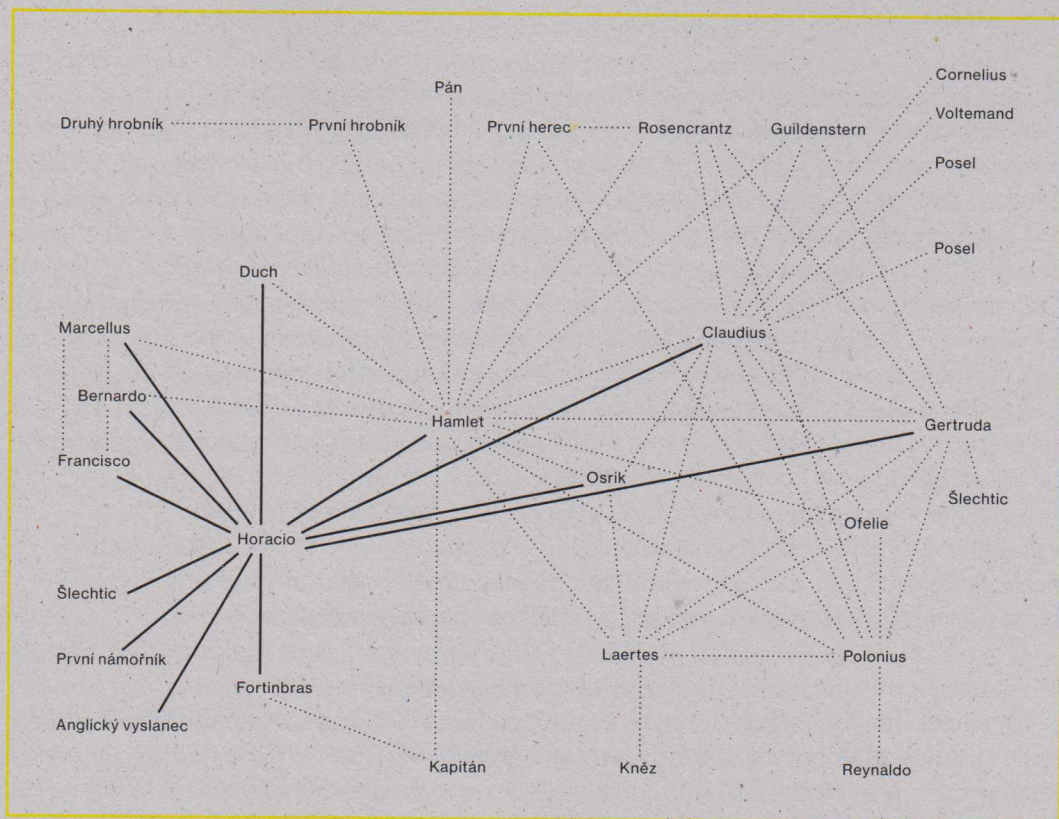 Cornelius
Pán
Voltemand
Druhý hrobník
První hrobník
První herec
Rosencrantz
Guildenstern
Posel
Posel
Duch
Marcellus
Claudius
Bernardo
Hamlet
Gertruda
Francisco
Osrik
Šlechtic
Ofelie
Horacio
Šlechtic
První námořník
Laertes
Polonius
Fortinbras
Anglický vyslanec
Kapitán
Kněz
Reynaldo